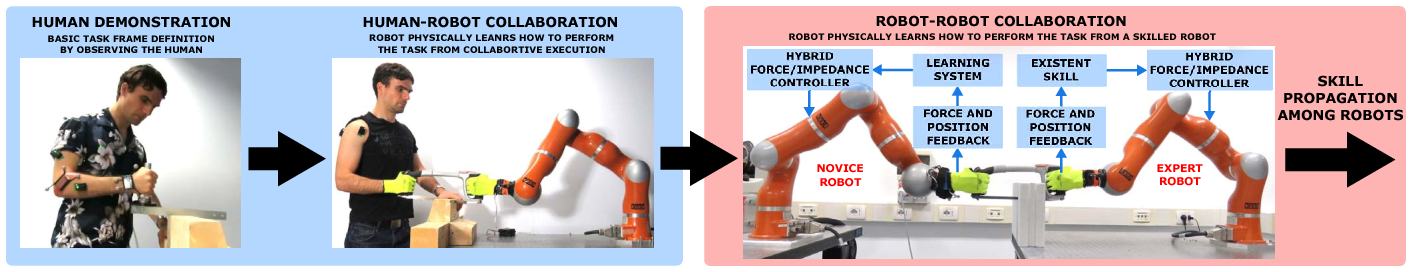 HUMAN DEMONSTRATION
BASIC TASK FRAME DEFINITION
BY OBSERVING THE HUMAN
HUMAN-ROBOT COLLABORATION
ROBOT PHYSICALLY LEANRS HOW TO PERFORM
THE TASK FROM COLLABORTIVE EXECUTION
ROBOT-ROBOT COLLABORATION
ROBOT PHYSICALLY LEARNS HOW TO PERFORM THE TASK FROM A SKILLED ROBOT
HYBRID
FORCE/IMPEDANCE
CONTROLLER
LEARNING
SYSTEM
EXISTENT
SKILL
HYBRID
FORCE/IMPEDANCE
CONTROLLER
FORCE AND
POSITION
FEEDBACK
FORCE AND
POSITION
FEEDBACK
NOVICE
ROBOT
EXPERT
ROBOT
SKILL
PROPAGATION
AMONG ROBOTS